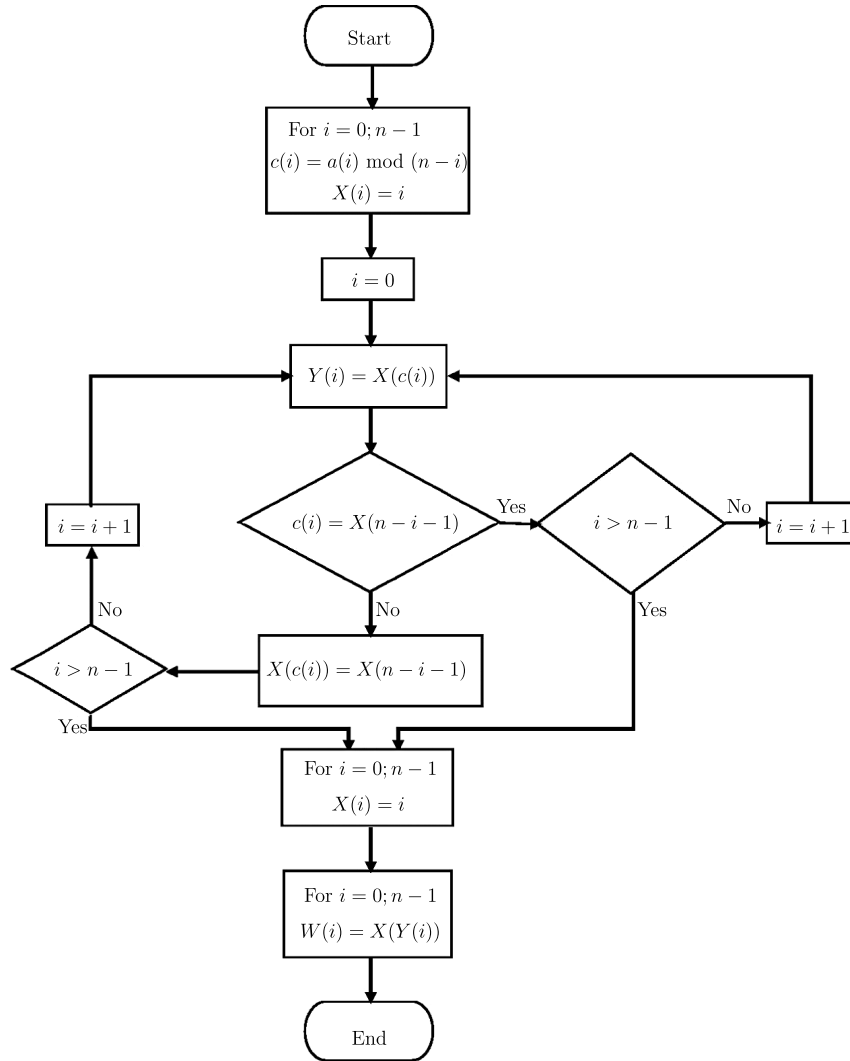 Start
For i = 0; n − 1
c(i) = a(i) mod (n − i)
X(i) = i
i = 0
Y(i) = X(c(i))
i = i + 1
c(i) = X(n − i − 1)
Yes
i > n − 1
No
i = i + 1
No
No
Yes
i > n − 1
X(c(i)) = X(n − i − 1)
Yes
For i = 0; n − 1
X(i) = i
For i = 0; n − 1
W(i) = X(Y(i))
End